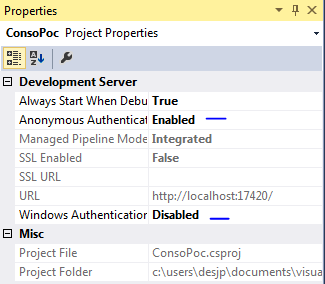 Properties
ConsoPoc Project Properties
Development Server
Always Start When Debu True
Anonymous Authenticat Enabled
Managed Pipeline Mode Integrated
SSL Enabled False
SSL URL
URL http://localhost:17420/
Windows Authentication Disabled
Misc
Project File ConsoPoc.csproj
Project Folder c:\users\desjp\documents\visua